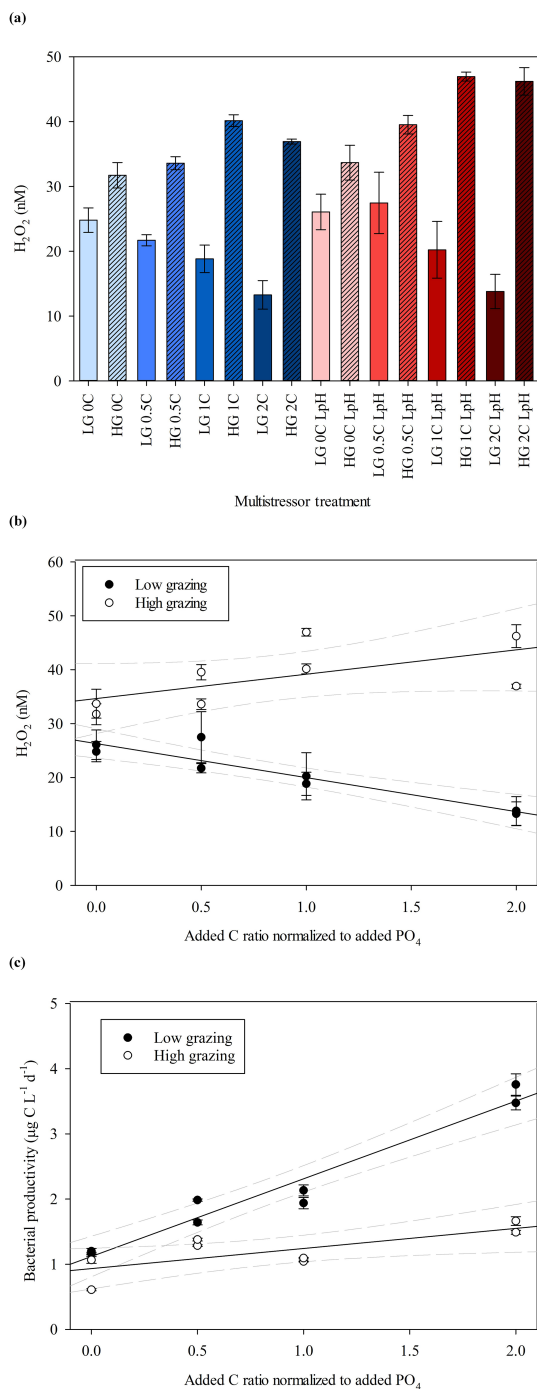 (a)
50
40
30
20
10
0
H₂O₂ (nM)
LG 0C
HG 0C
LG 0.5C
HG 0.5C
LG 1C
HG 1C
LG 2C
HG 2C
LG 0C LpH
HG 0C LpH
LG 0.5C LpH
HG 0.5C LpH
LG 1C LpH
HG 1C LpH
LG 2C LpH
HG 2C LpH
Multistressor treatment
(b)
60
50
40
30
20
10
0
H₂O₂ (nM)
Low grazing
High grazing
0.0 0.5 1.0 1.5 2.0
Added C ratio normalized to added PO₄
(c)
5
4
3
2
1
0
Bacterial productivity (µg C L⁻¹ d⁻¹)
Low grazing
High grazing
0.0 0.5 1.0 1.5 2.0
Added C ratio normalized to added PO₄